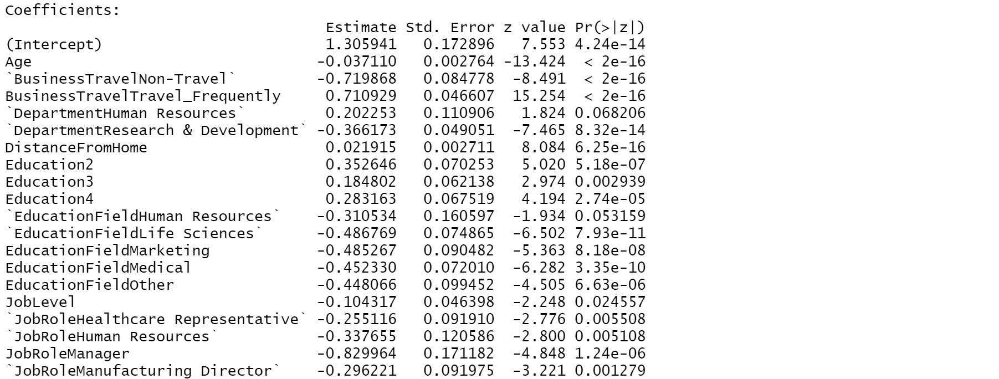 Coefficients:
Estimate Std. Error z value Pr(>|z|)
(Intercept) 1.305941 0.172896 7.553 4.24e-14
Age -0.037110 0.002764 -13.424 < 2e-16
`BusinessTravelNon-Travel` -0.719868 0.084778 -8.491 < 2e-16
BusinessTravelTravel_Frequently 0.710929 0.046607 15.254 < 2e-16
`DepartmentHuman Resources` 0.202253 0.110906 1.824 0.068206
`DepartmentResearch & Development` -0.366173 0.049051 -7.465 8.32e-14
DistanceFromHome 0.021915 0.002711 8.084 6.25e-16
Education2 0.352646 0.070253 5.020 5.18e-07
Education3 0.184802 0.062138 2.974 0.002939
Education4 0.283163 0.067519 4.194 2.74e-05
`EducationFieldHuman Resources` -0.310534 0.160597 -1.934 0.053159
`EducationFieldLife Sciences` -0.486769 0.074865 -6.502 7.93e-11
EducationFieldMarketing -0.485267 0.090482 -5.363 8.18e-08
EducationFieldMedical -0.452330 0.072010 -6.282 3.35e-10
EducationFieldOther -0.448066 0.099452 -4.505 6.63e-06
JobLevel -0.104317 0.046398 -2.248 0.024557
`JobRoleHealthcare Representative` -0.255116 0.091910 -2.776 0.005508
`JobRoleHuman Resources` -0.337655 0.120586 -2.800 0.005108
JobRoleManager -0.829964 0.171182 -4.848 1.24e-06
`JobRoleManufacturing Director` -0.296221 0.091975 -3.221 0.001279